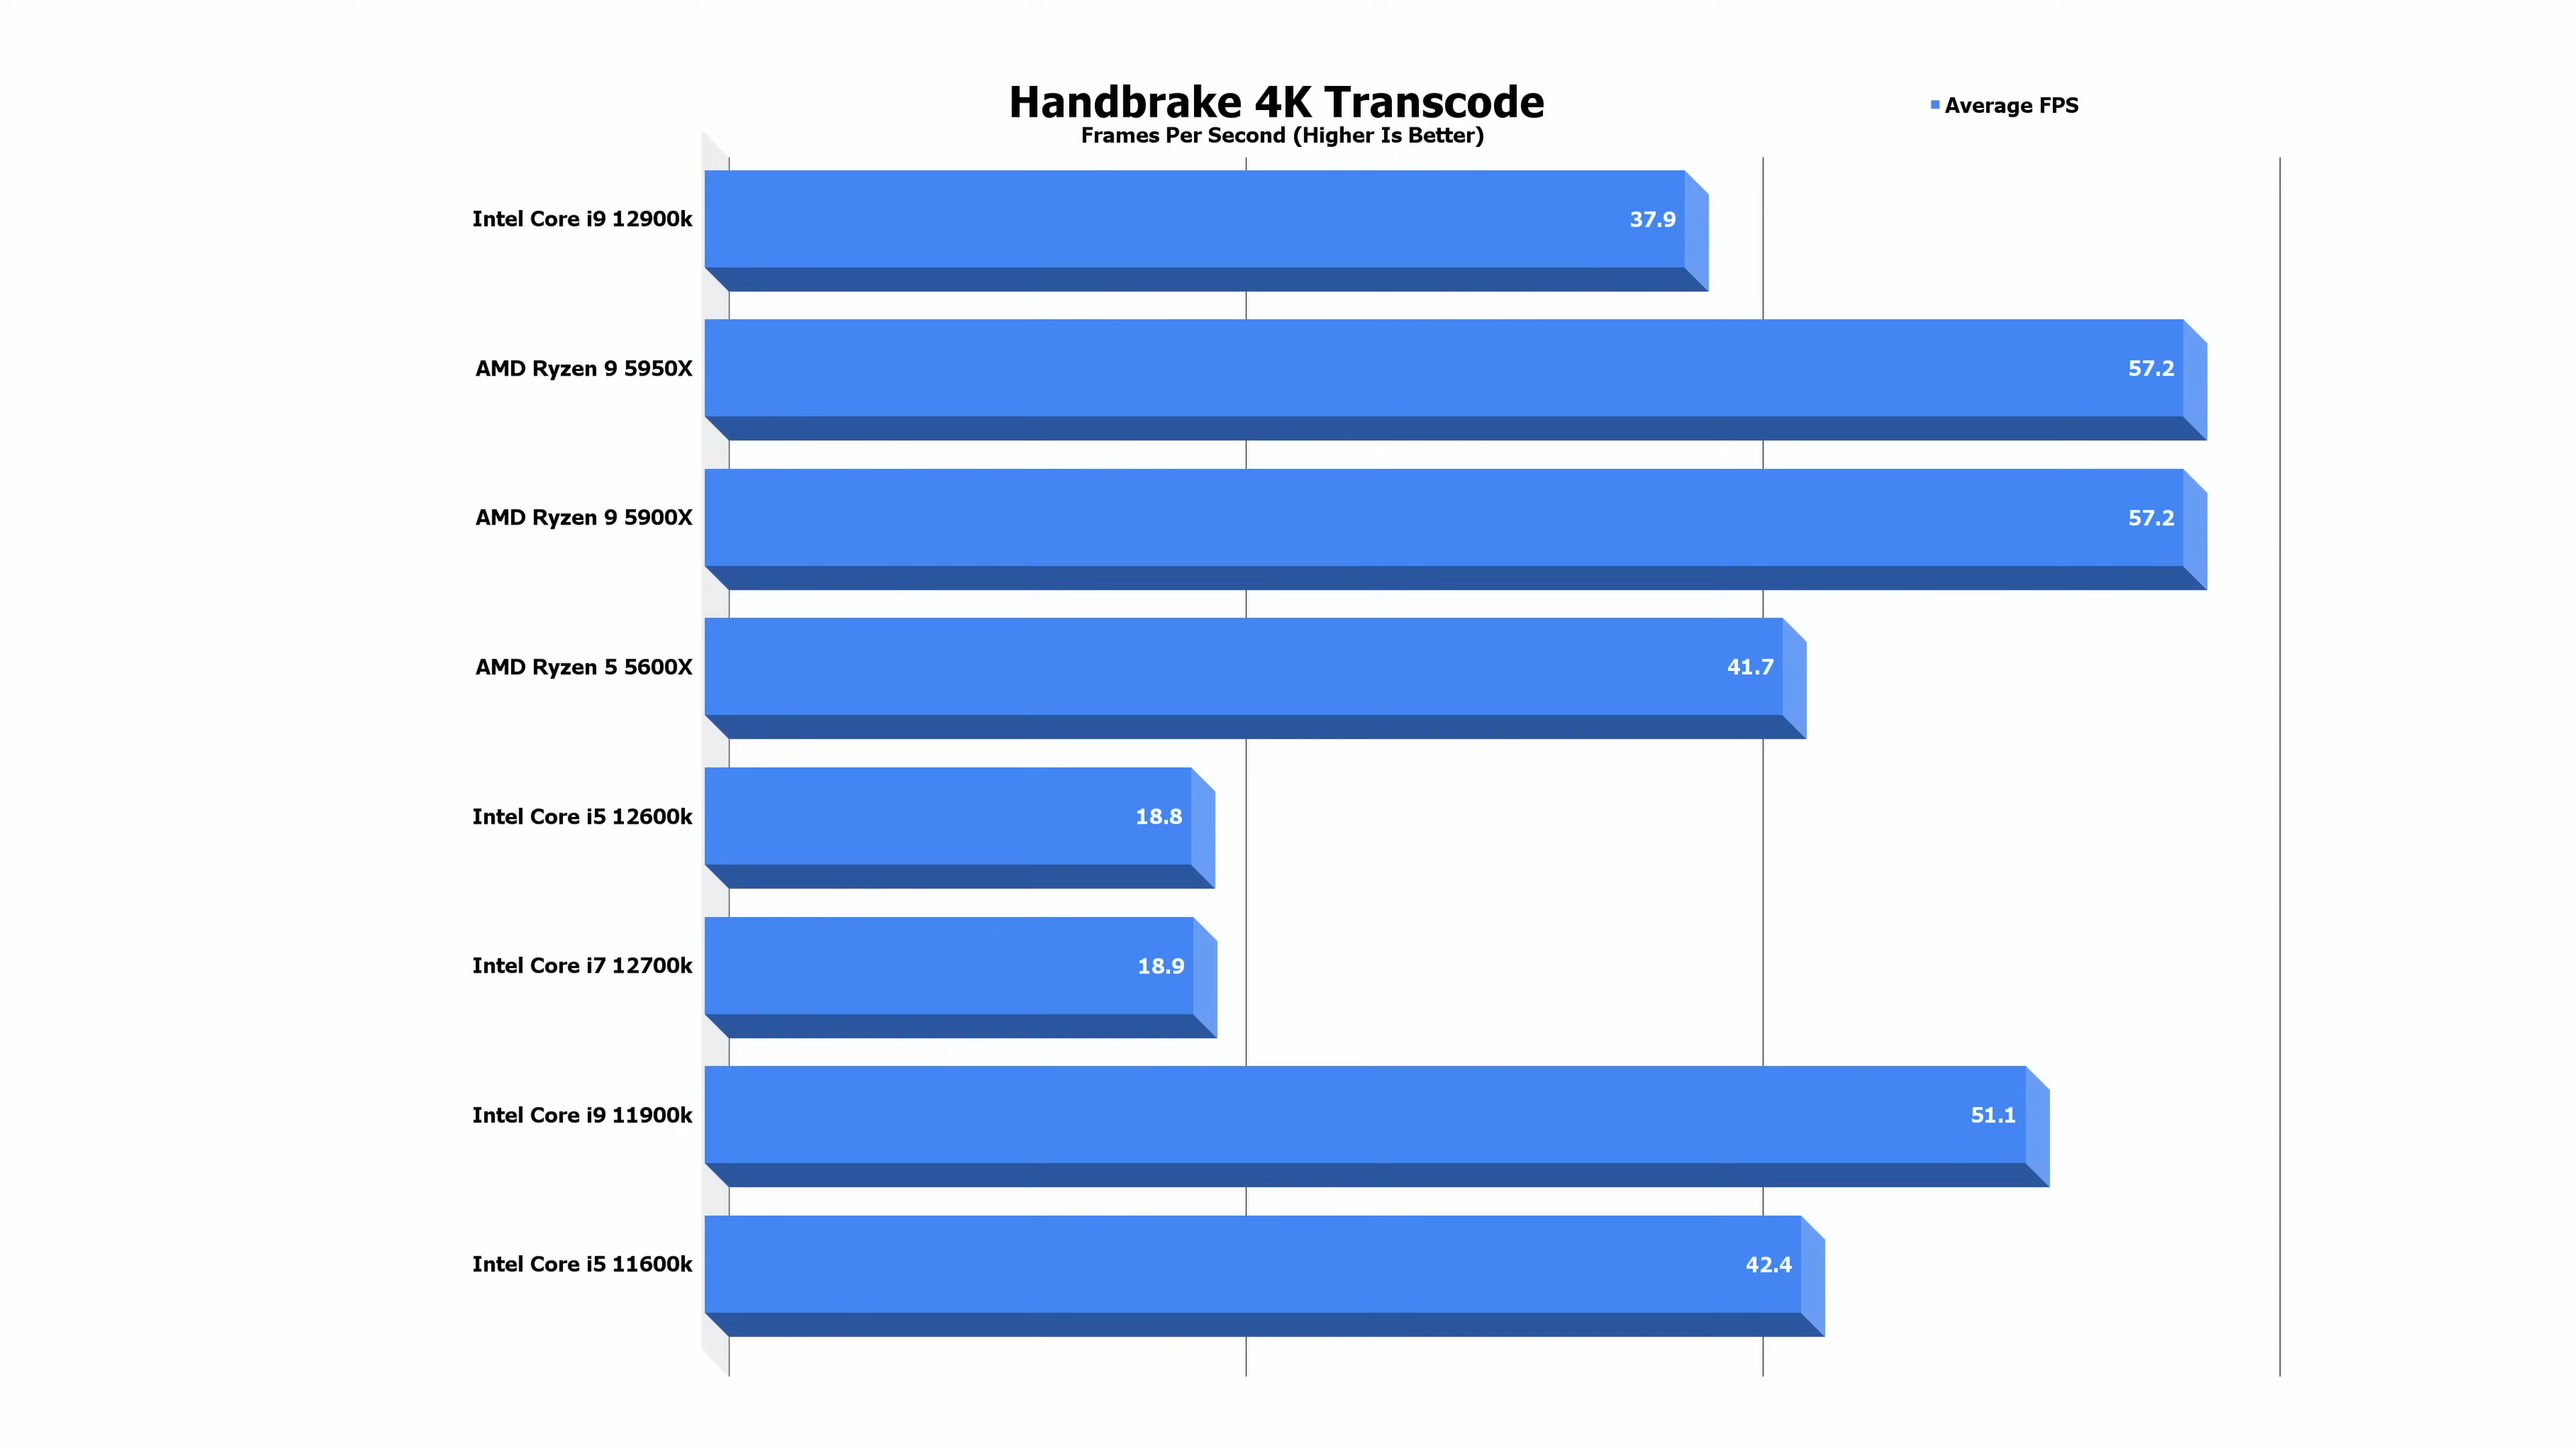 Handbrake 4K Transcode
Frames Per Second (Higher Is Better)
Average FPS
Intel Core i9 12900k 37.9
AMD Ryzen 9 5950X 57.2
AMD Ryzen 9 5900X 57.2
AMD Ryzen 5 5600X 41.7
Intel Core i5 12600k 18.8
Intel Core i7 12700k 18.9
Intel Core i9 11900k 51.1
Intel Core i5 11600k 42.4